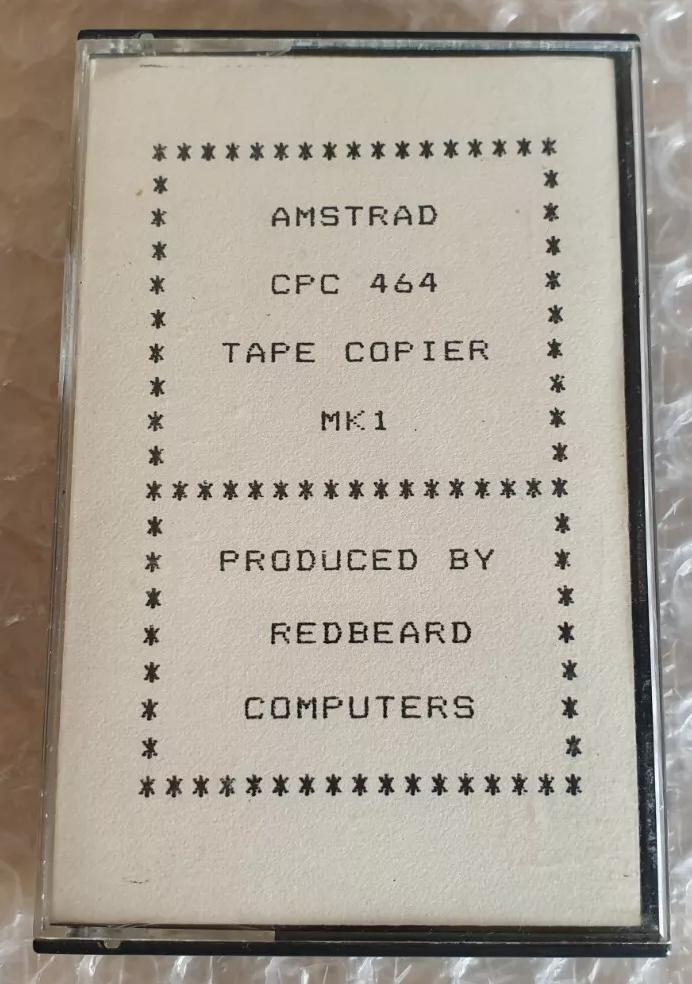 * * * * * * * * * * * * * * * * *
AMSTRAD
CPC 464
TAPE COPIER
MK1
* * * * * * * * * * * * * * * * *
PRODUCED BY
REDBEARD
COMPUTERS
* * * * * * * * * * * * * * * * *